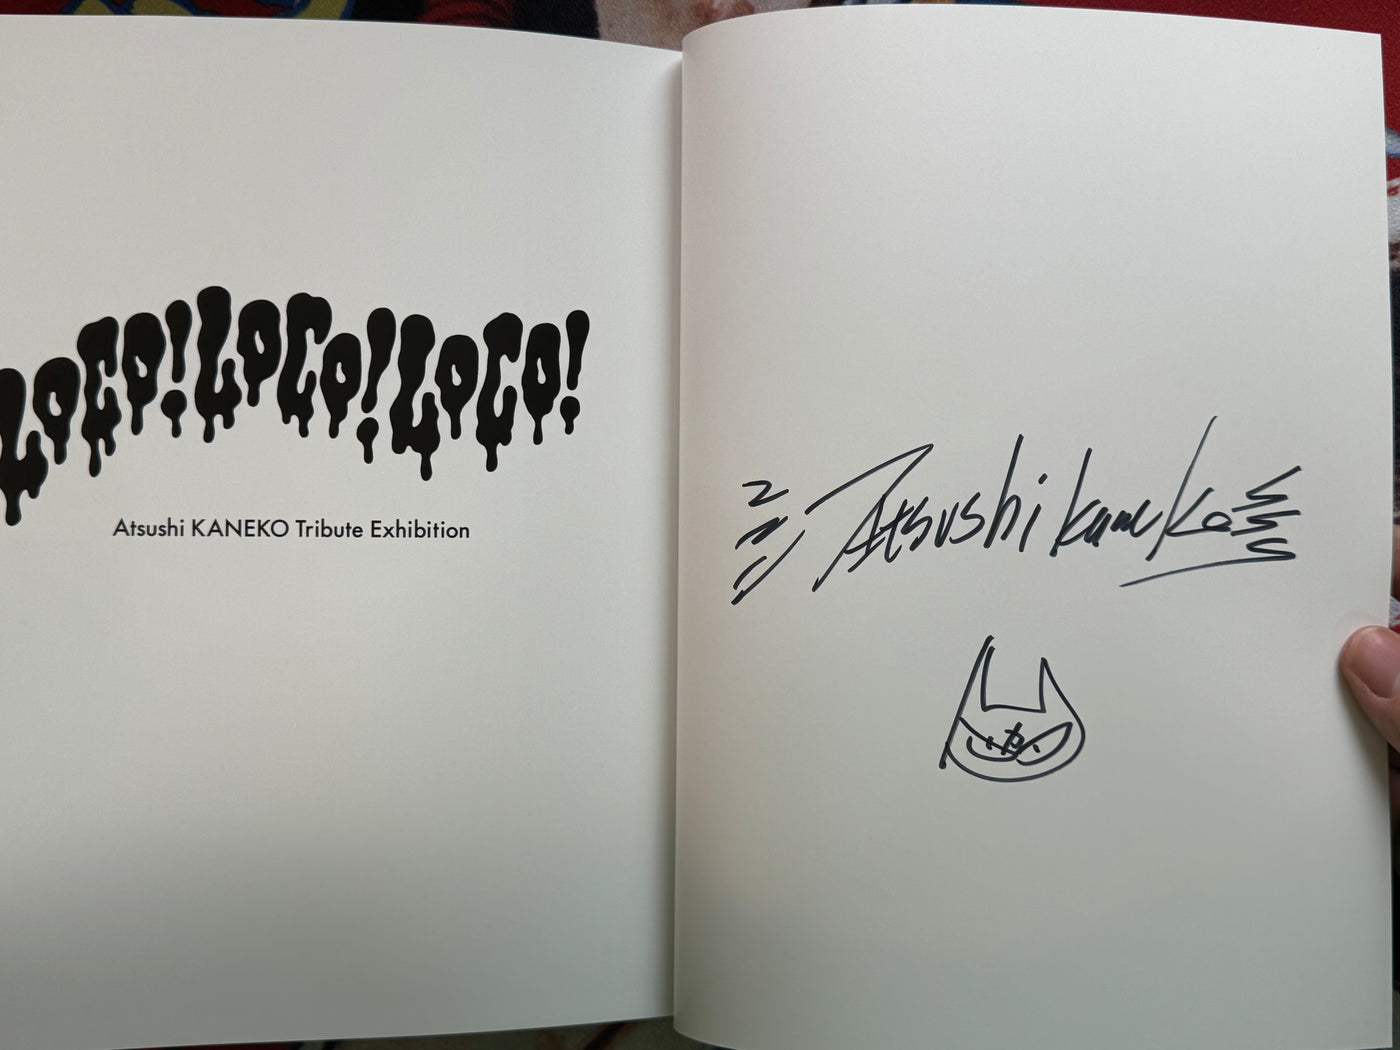 LOCO!LOCO!LOCO!
Atsushi KANEKO Tribute Exhibition
Atsushi Kaneko